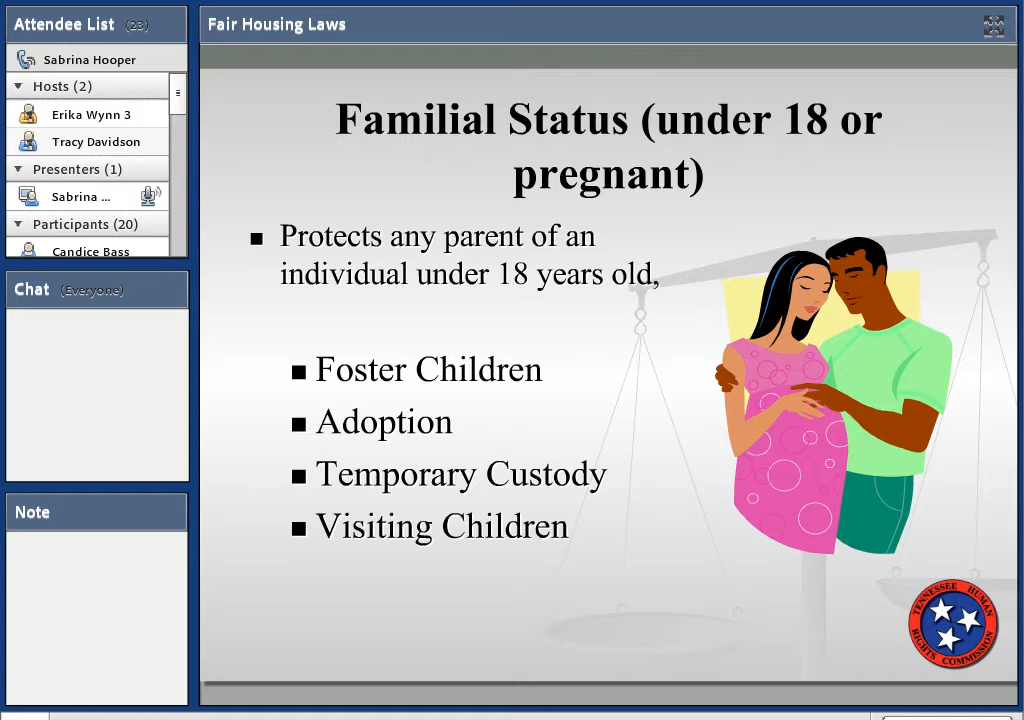 Attendee List (23)
Sabrina Hooper
Hosts (2)
Erika Wynn 3
Tracy Davidson
Presenters (1)
Sabrina ...
Participants (20)
Candice Bass
Chat (Everyone)
Note
Fair Housing Laws
Familial Status (under 18 or
pregnant)
Protects any parent of an
individual under 18 years old,
Foster Children
Adoption
Temporary Custody
Visiting Children
TENNESSEE HUMAN
RIGHTS COMMISSION